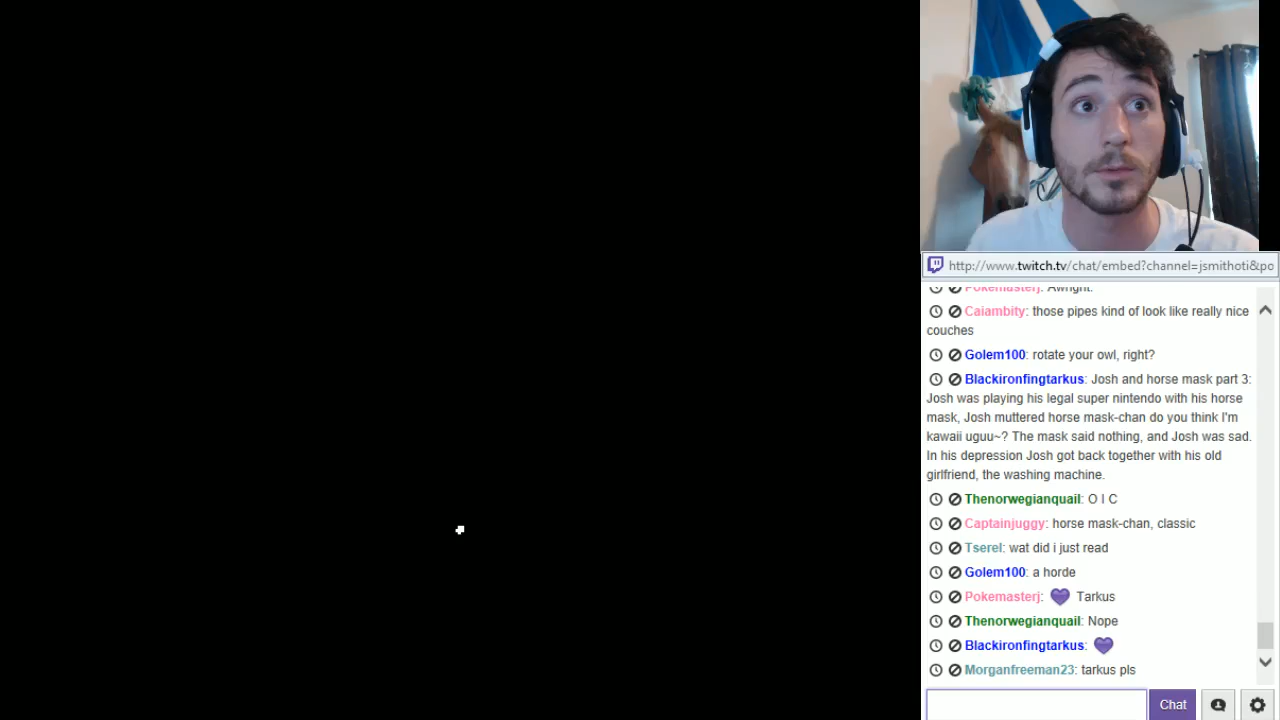 http://www.twitch.tv/chat/embed?channel=jsmithoti&po
Pokemasterj: Awright.
Caiambity: those pipes kind of look like really nice
couches
Golem100: rotate your owl, right?
Blackironfingtarkus: Josh and horse mask part 3:
Josh was playing his legal super nintendo with his horse
mask, Josh muttered horse mask-chan do you think I'm
kawaii uguu~? The mask said nothing, and Josh was sad.
In his depression Josh got back together with his old
girlfriend, the washing machine.
Thenorwegianquail: O I C
Captainjuggy: horse mask-chan, classic
Tserel: wat did i just read
Golem100: a horde
Pokemasterj: Tarkus
Thenorwegianquail: Nope
Blackironfingtarkus:
Morganfreeman23: tarkus pls
Chat